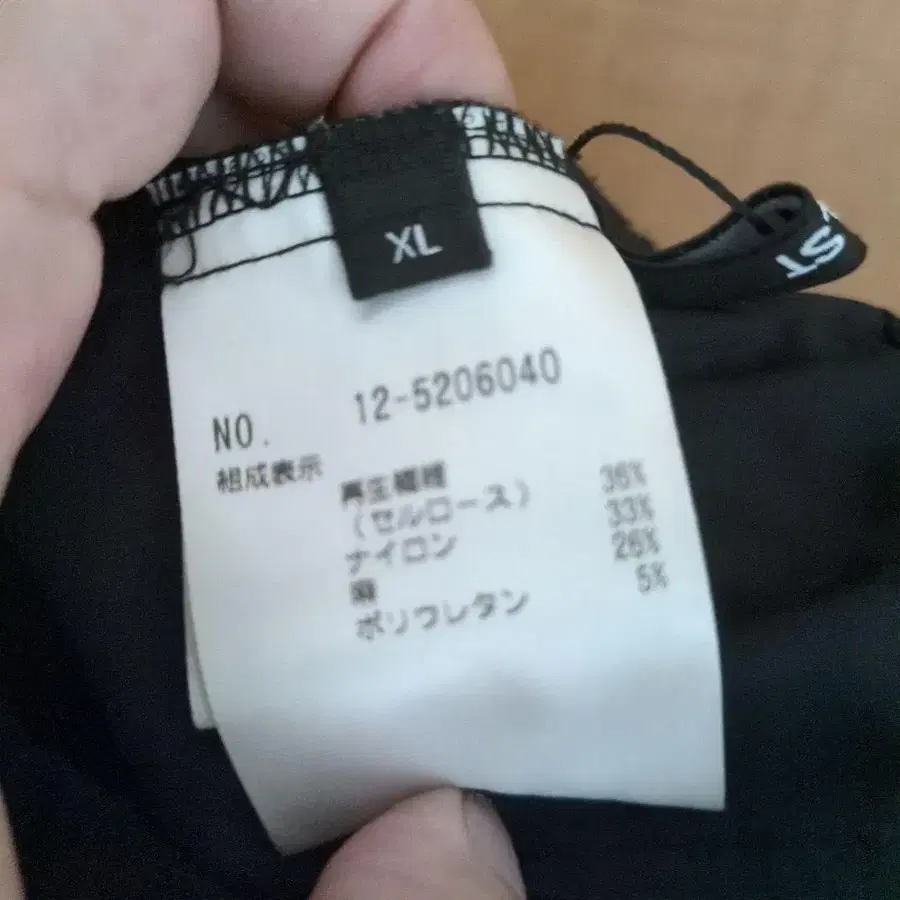 XL
ST
NO. 12-5206040
組成表示
再生繊維 36%
(セルロース)
ナイロン 33%
麻 26%
ポリウレタン 5%